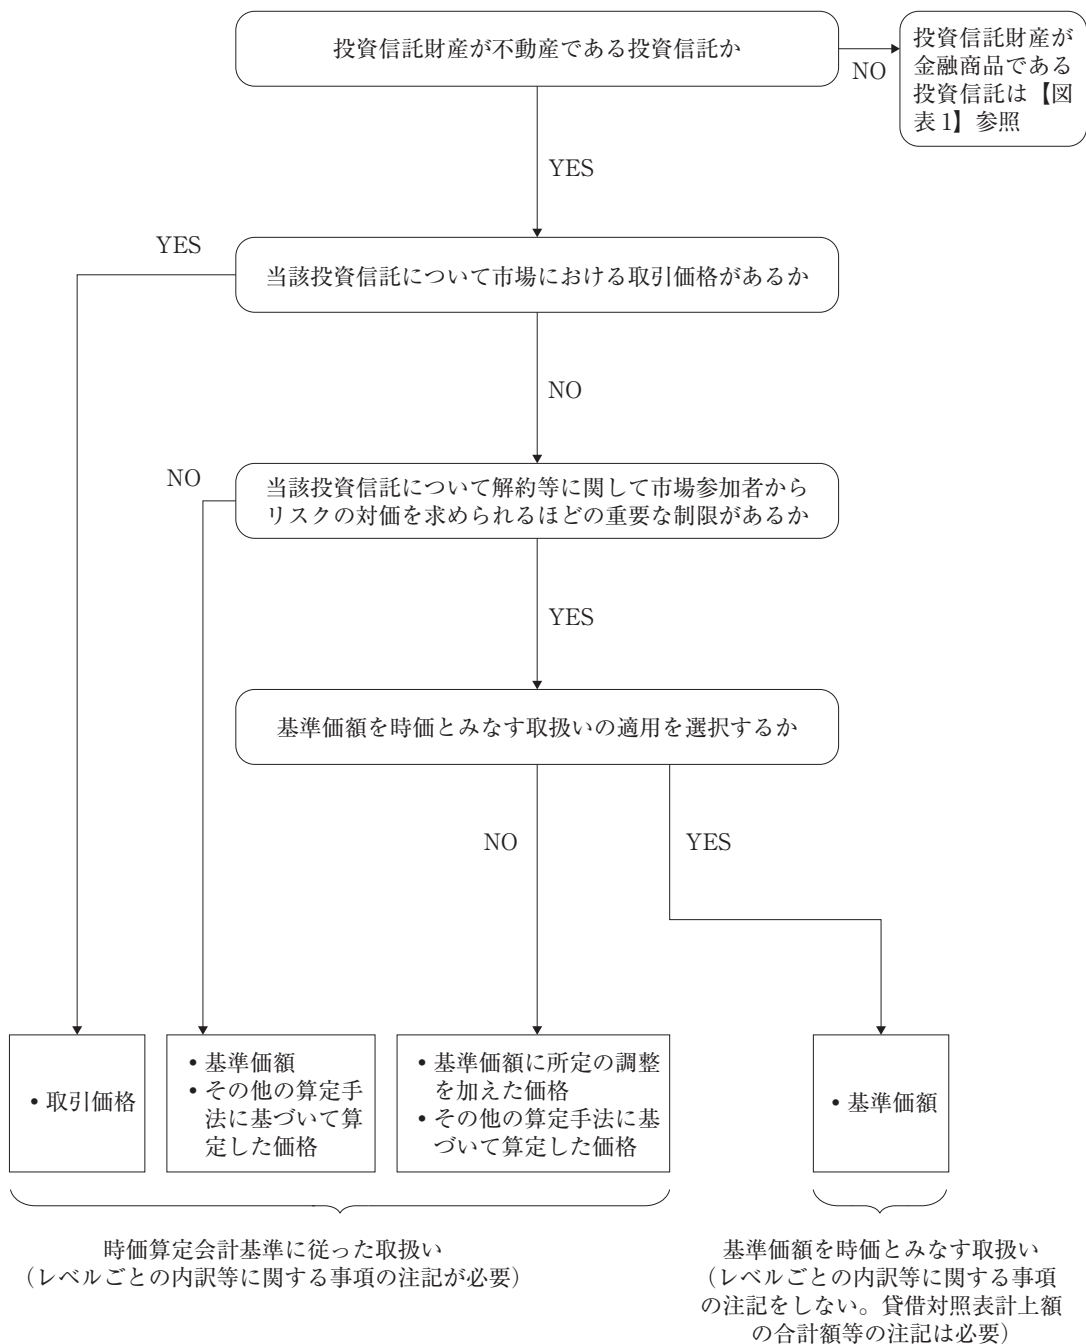 投資信託財産が不動産である投資信託か
NO
投資信託財産が
金融商品である
投資信託は【図
表1】参照
YES
YES
当該投資信託について市場における取引価格があるか
NO
NO
当該投資信託について解約等に関して市場参加者から
リスクの対価を求められるほどの重要な制限があるか
YES
基準価額を時価とみなす取扱いの適用を選択するか
NO
YES
• 取引価格
• 基準価額
• その他の算定手
法に基づいて算
定した価格
• 基準価額に所定の調整
を加えた価格
• その他の算定手法に基
づいて算定した価格
• 基準価額
時価算定会計基準に従った取扱い
（レベルごとの内訳等に関する事項の注記が必要）
基準価額を時価とみなす取扱い
（レベルごとの内訳等に関する事項
の注記をしない。貸借対照表計上額
の合計額等の注記は必要）